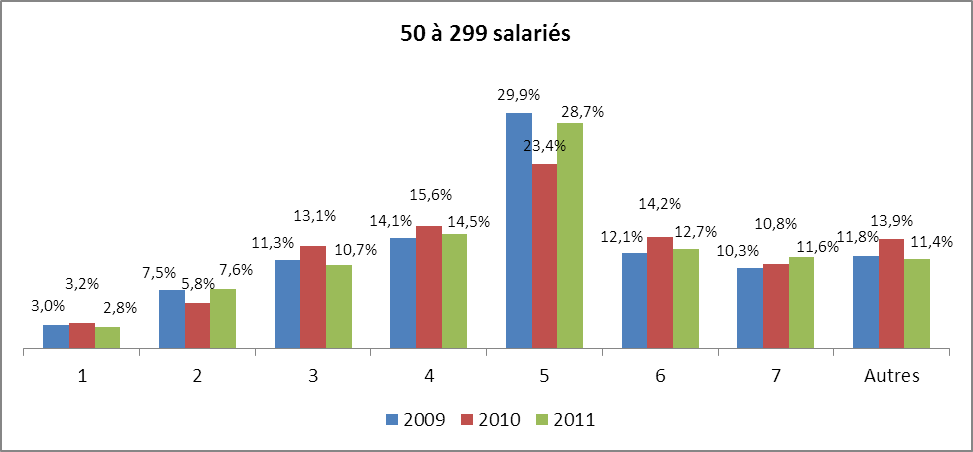 50 à 299 salariés
3,0% 3,2% 2,8%
7,5% 5,8% 7,6%
11,3% 13,1% 10,7%
14,1% 15,6% 14,5%
29,9% 23,4% 28,7%
12,1% 14,2% 12,7%
10,3% 10,8% 11,6%
11,8% 13,9% 11,4%
1 2 3 4 5 6 7 Autres
2009 2010 2011